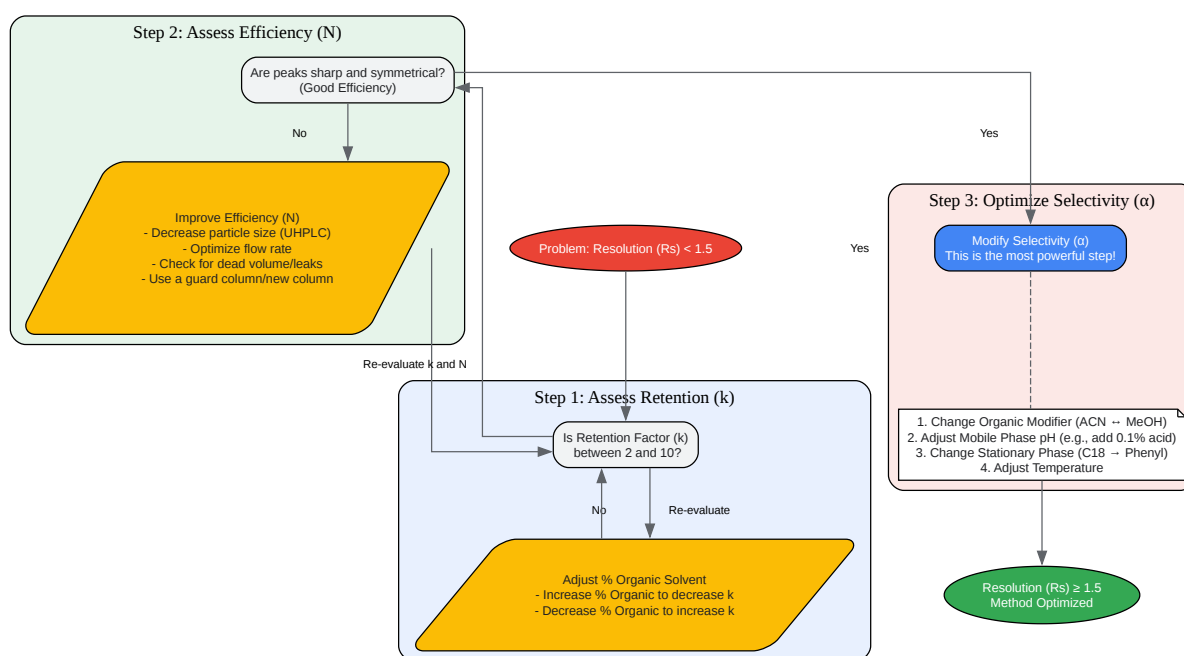 Step 2: Assess Efficiency (N)
Are peaks sharp and symmetrical?
(Good Efficiency)
No
Yes
Improve Efficiency (N)
- Decrease particle size (UHPLC)
- Optimize flow rate
- Check for dead volume/leaks
- Use a guard column/new column
Problem: Resolution (Rs) < 1.5
Yes
Step 3: Optimize Selectivity (α)
Modify Selectivity (α)
This is the most powerful step!
Re-evaluate k and N
Step 1: Assess Retention (k)
Is Retention Factor (k)
between 2 and 10?
No
Re-evaluate
1. Change Organic Modifier (ACN ↔ MeOH)
2. Adjust Mobile Phase pH (e.g., add 0.1% acid)
3. Change Stationary Phase (C18 → Phenyl)
4. Adjust Temperature
Adjust % Organic Solvent
- Increase % Organic to decrease k
- Decrease % Organic to increase k
Resolution (Rs) ≥ 1.5
Method Optimized